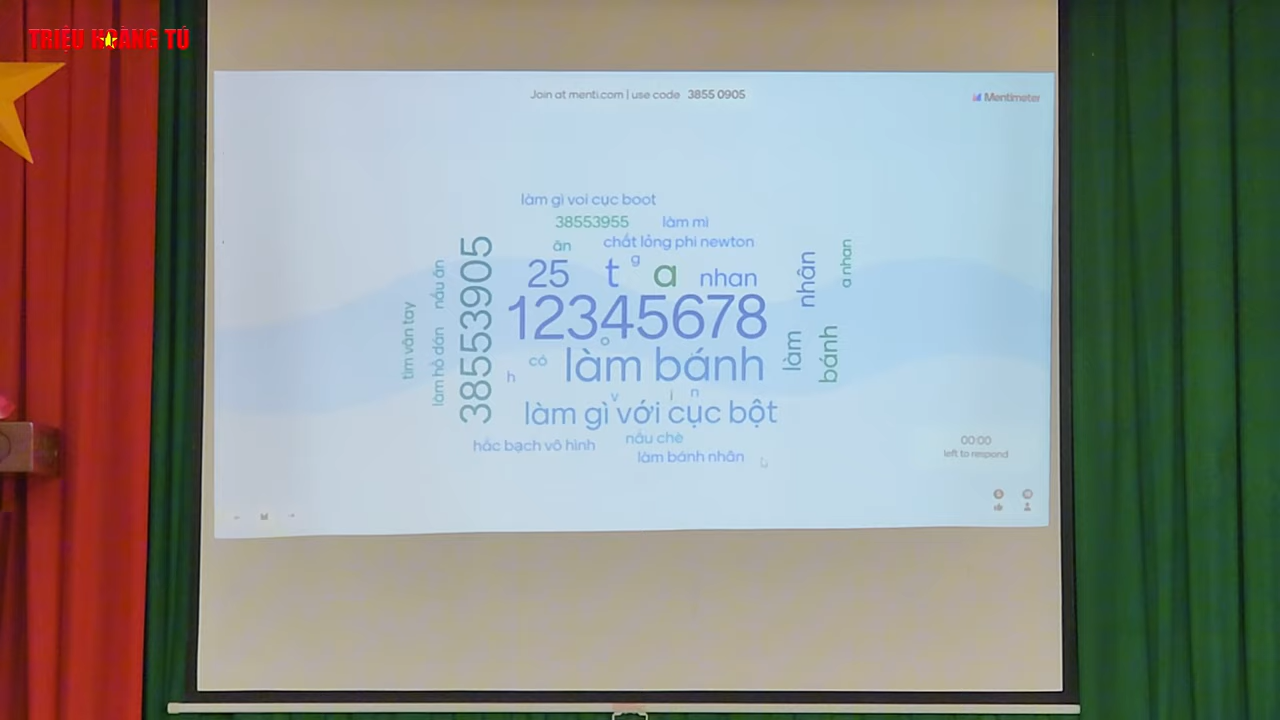 TRIỆU HOÀNG TÚ
Join at menti.com | use code 3855 0905
Mentimeter
làm gì voi cục boot
38553955 làm mì
ăn chất lỏng phi newton
25 t g a nhan
12345678
làm bánh
có
h
làm gì với cục bột
v i n
hắc bạch vô hình
nấu chè
làm bánh nhân
38553905
nấu ăn
làm hồ dán
tìm vân tay
nhân
làm
bánh
a nhan
00:00
left to respond